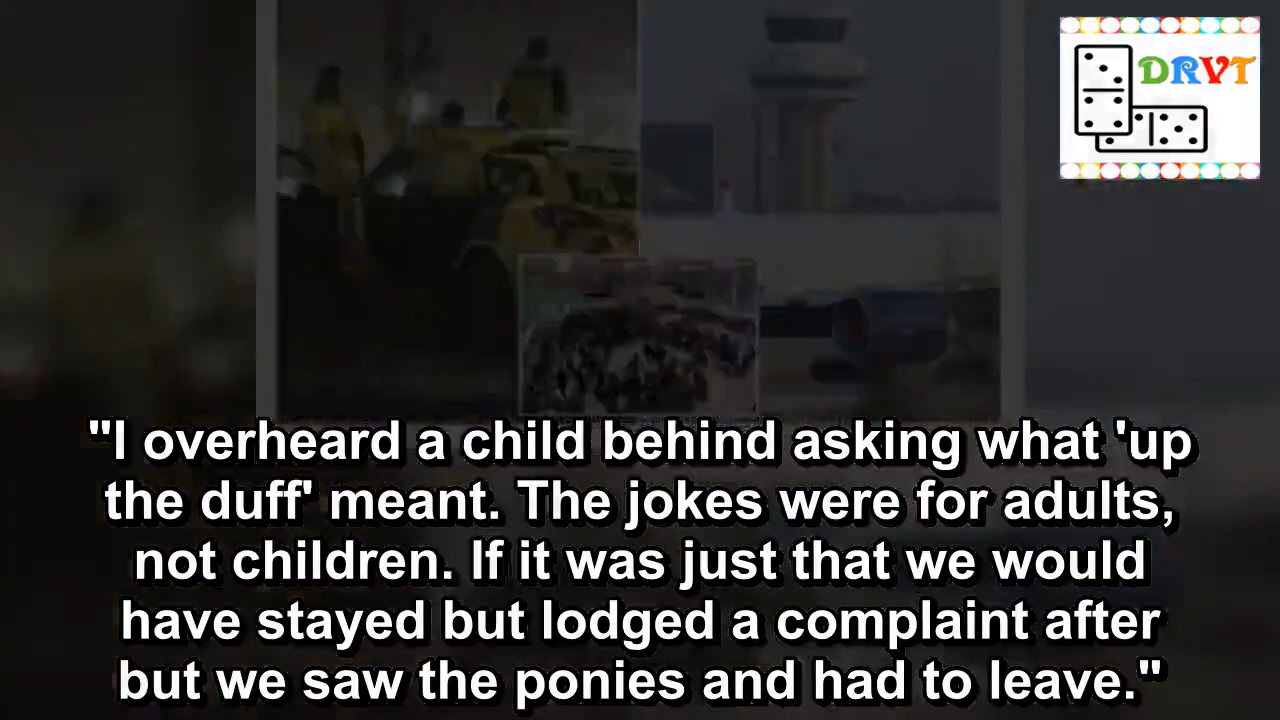 DRVT
"I overheard a child behind asking what 'up
the duff' meant. The jokes were for adults,
not children. If it was just that we would
have stayed but lodged a complaint after
but we saw the ponies and had to leave."